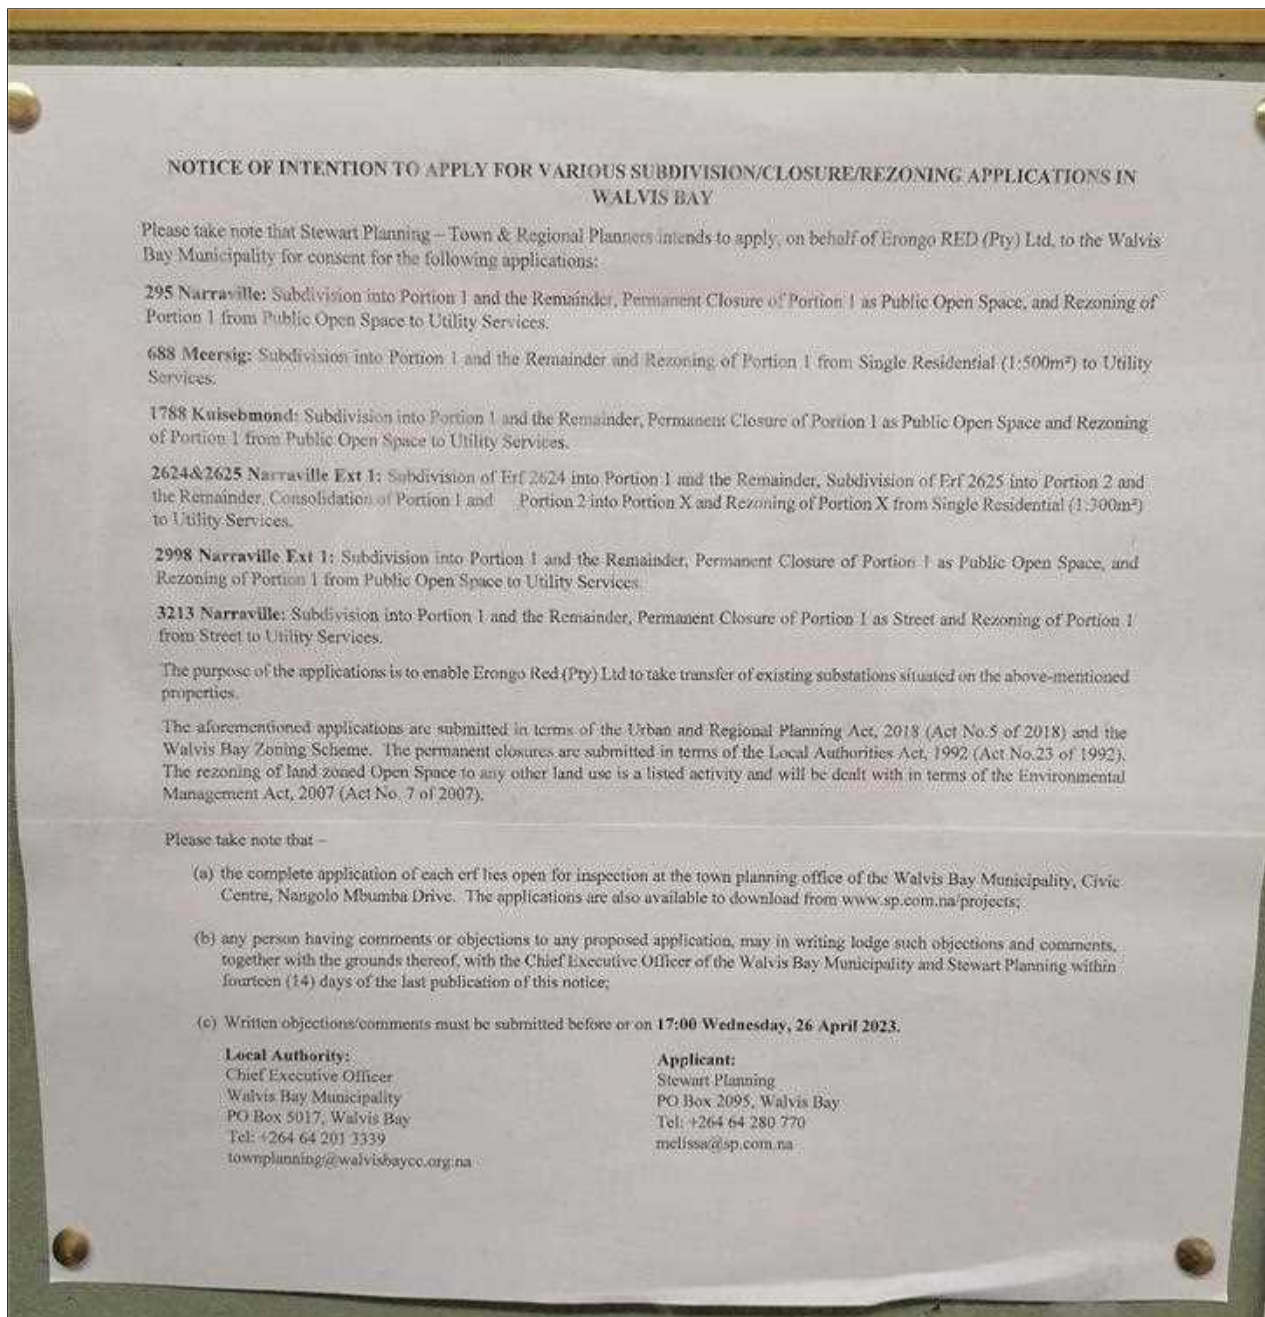 NOTICE OF INTENTION TO APPLY FOR VARIOUS SUBDIVISION/CLOSURE/REZONING APPLICATIONS IN
WALVIS BAY
Please take note that Stewart Planning – Town & Regional Planners intends to apply, on behalf of Erongo RED (Pty) Ltd, to the Walvis
Bay Municipality for consent for the following applications:
295 Narraville: Subdivision into Portion 1 and the Remainder, Permanent Closure of Portion 1 as Public Open Space, and Rezoning of
Portion 1 from Public Open Space to Utility Services.
688 Meersig: Subdivision into Portion 1 and the Remainder and Rezoning of Portion 1 from Single Residential (1:500m²) to Utility
Services.
1788 Kuisebmond: Subdivision into Portion 1 and the Remainder, Permanent Closure of Portion 1 as Public Open Space and Rezoning
of Portion 1 from Public Open Space to Utility Services.
2624&2625 Narraville Ext 1: Subdivision of Erf 2624 into Portion 1 and the Remainder, Subdivision of Erf 2625 into Portion 2 and
the Remainder, Consolidation of Portion 1 and Portion 2 into Portion X and Rezoning of Portion X from Single Residential (1:300m²)
to Utility Services.
2998 Narraville Ext 1: Subdivision into Portion 1 and the Remainder, Permanent Closure of Portion 1 as Public Open Space, and
Rezoning of Portion 1 from Public Open Space to Utility Services.
3213 Narraville: Subdivision into Portion 1 and the Remainder, Permanent Closure of Portion 1 as Street and Rezoning of Portion 1
from Street to Utility Services.
The purpose of the applications is to enable Erongo Red (Pty) Ltd to take transfer of existing substations situated on the above-mentioned
properties.
The aforementioned applications are submitted in terms of the Urban and Regional Planning Act, 2018 (Act No.5 of 2018) and the
Walvis Bay Zoning Scheme. The permanent closures are submitted in terms of the Local Authorities Act, 1992 (Act No.23 of 1992).
The rezoning of land zoned Open Space to any other land use is a listed activity and will be dealt with in terms of the Environmental
Management Act, 2007 (Act No. 7 of 2007).
Please take note that –
(a) the complete application of each erf lies open for inspection at the town planning office of the Walvis Bay Municipality, Civic
Centre, Nangolo Mbumba Drive. The applications are also available to download from www.sp.com.na/projects;
(b) any person having comments or objections to any proposed application, may in writing lodge such objections and comments,
together with the grounds thereof, with the Chief Executive Officer of the Walvis Bay Municipality and Stewart Planning within
fourteen (14) days of the last publication of this notice;
(c) Written objections/comments must be submitted before or on 17:00 Wednesday, 26 April 2023.
Local Authority:
Chief Executive Officer
Walvis Bay Municipality
PO Box 5017, Walvis Bay
Tel: +264 64 201 3339
townplanning@walvisbaycc.org.na
Applicant:
Stewart Planning
PO Box 2095, Walvis Bay
Tel: +264 64 280 770
melissa@sp.com.na